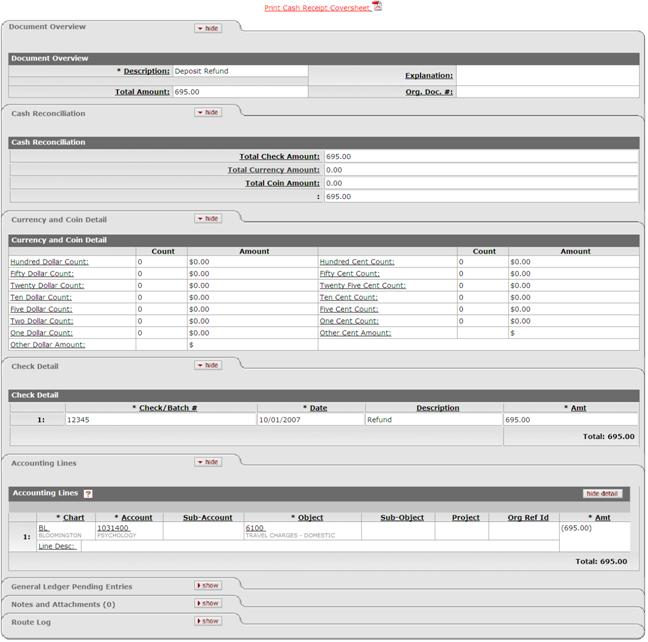 Print Cash Receipt Coversheet
Document Overview hide
Document Overview
* Description: Deposit Refund Explanation:
Total Amount: 695.00 Org. Doc. #:
Cash Reconciliation hide
Cash Reconciliation
Total Check Amount: 695.00
Total Currency Amount: 0.00
Total Coin Amount: 0.00
: 695.00
Currency and Coin Detail hide
Currency and Coin Detail
Count Amount Count Amount
Hundred Dollar Count: 0 $0.00 Hundred Cent Count: 0 $0.00
Fifty Dollar Count: 0 $0.00 Fifty Cent Count: 0 $0.00
Twenty Dollar Count: 0 $0.00 Twenty Five Cent Count: 0 $0.00
Ten Dollar Count: 0 $0.00 Ten Cent Count: 0 $0.00
Five Dollar Count: 0 $0.00 Five Cent Count: 0 $0.00
Two Dollar Count: 0 $0.00 One Cent Count: 0 $0.00
One Dollar Count: 0 $0.00 Other Cent Amount: $
Other Dollar Amount: $
Check Detail hide
Check Detail
* Check/Batch # * Date Description * Amt
1: 12345 10/01/2007 Refund 695.00
Total: 695.00
Accounting Lines hide
Accounting Lines ? hide detail
* Chart * Account Sub-Account * Object Sub-Object Project Org Ref Id * Amt
1: BL 1031400 6100 (695.00)
BLOOMINGTON PSYCHOLOGY TRAVEL CHARGES - DOMESTIC
Line Desc:
Total: 695.00
General Ledger Pending Entries show
Notes and Attachments (0) show
Route Log show